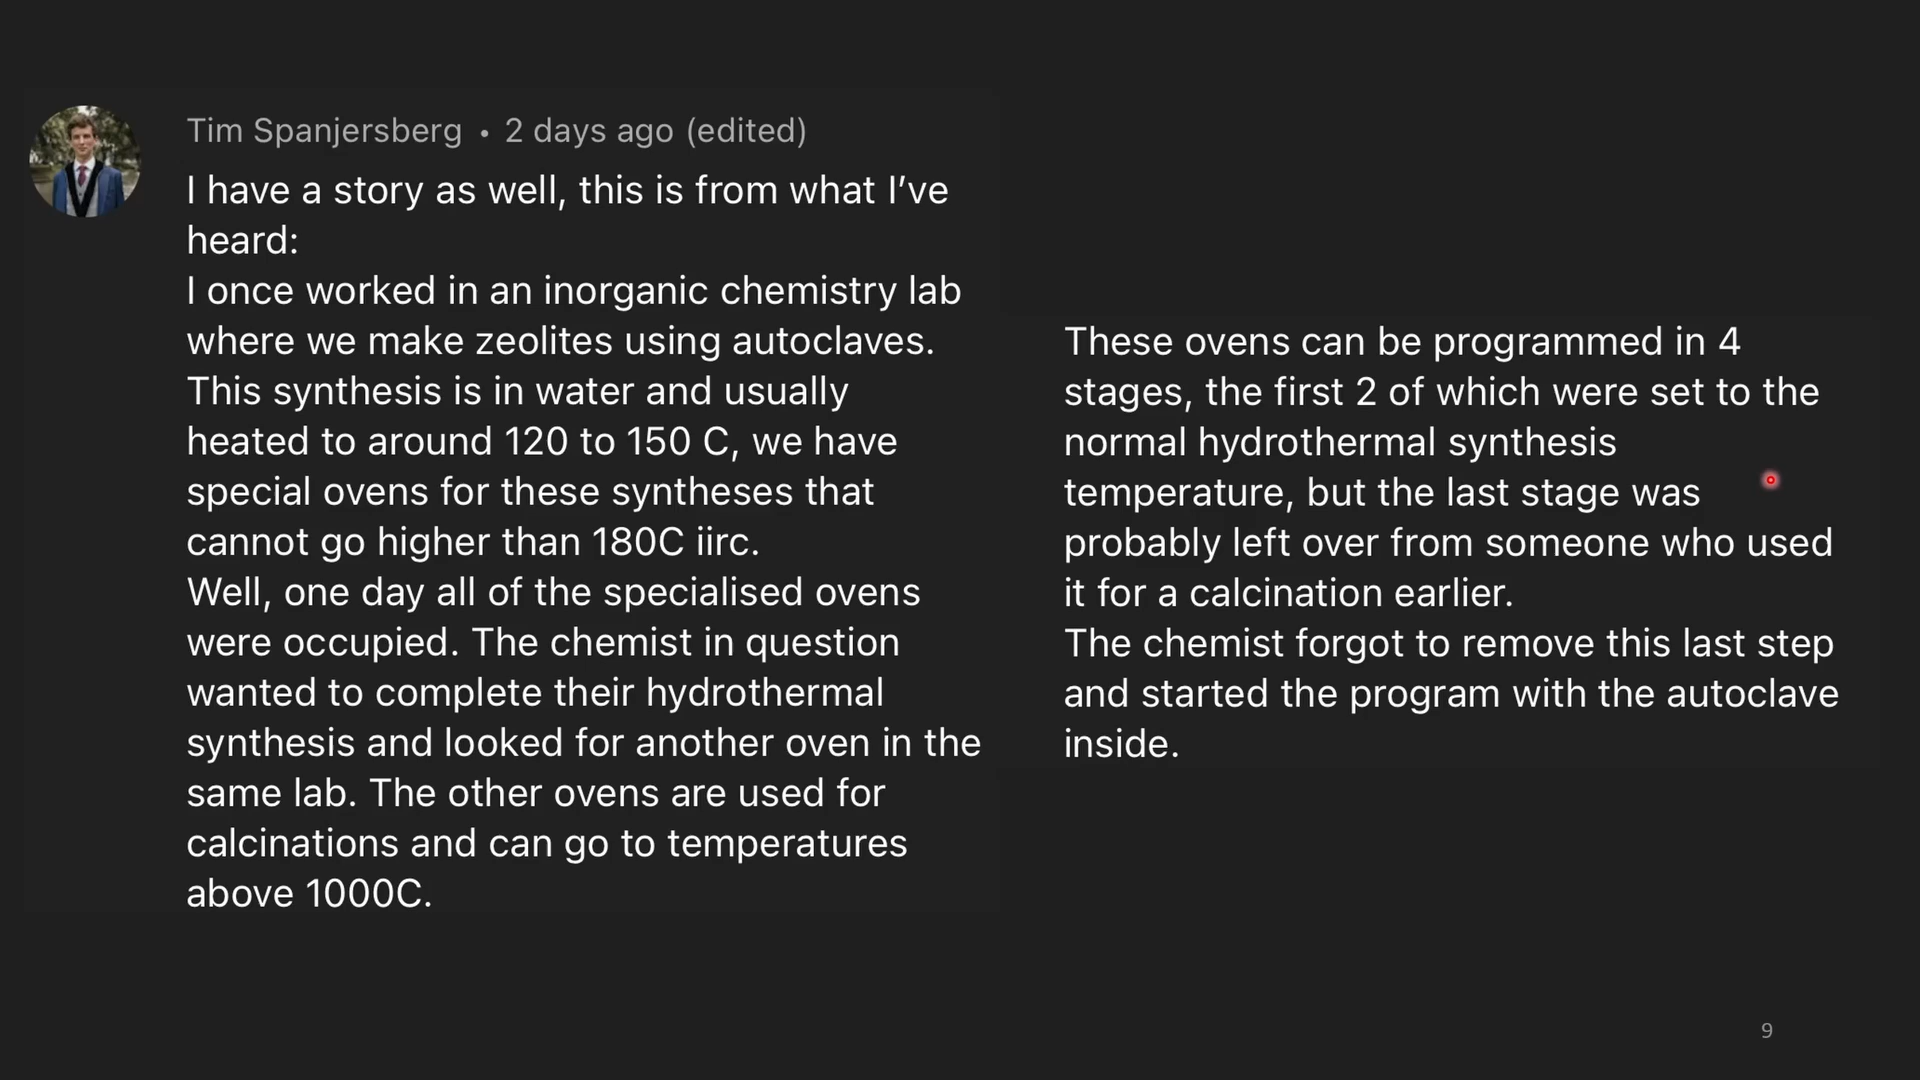 Tim Spanjersberg • 2 days ago (edited)
I have a story as well, this is from what I've
heard:
I once worked in an inorganic chemistry lab
where we make zeolites using autoclaves.
This synthesis is in water and usually
heated to around 120 to 150 C, we have
special ovens for these syntheses that
cannot go higher than 180C iirc.
Well, one day all of the specialised ovens
were occupied. The chemist in question
wanted to complete their hydrothermal
synthesis and looked for another oven in the
same lab. The other ovens are used for
calcinations and can go to temperatures
above 1000C.
These ovens can be programmed in 4
stages, the first 2 of which were set to the
normal hydrothermal synthesis
temperature, but the last stage was
probably left over from someone who used
it for a calcination earlier.
The chemist forgot to remove this last step
and started the program with the autoclave
inside.
9